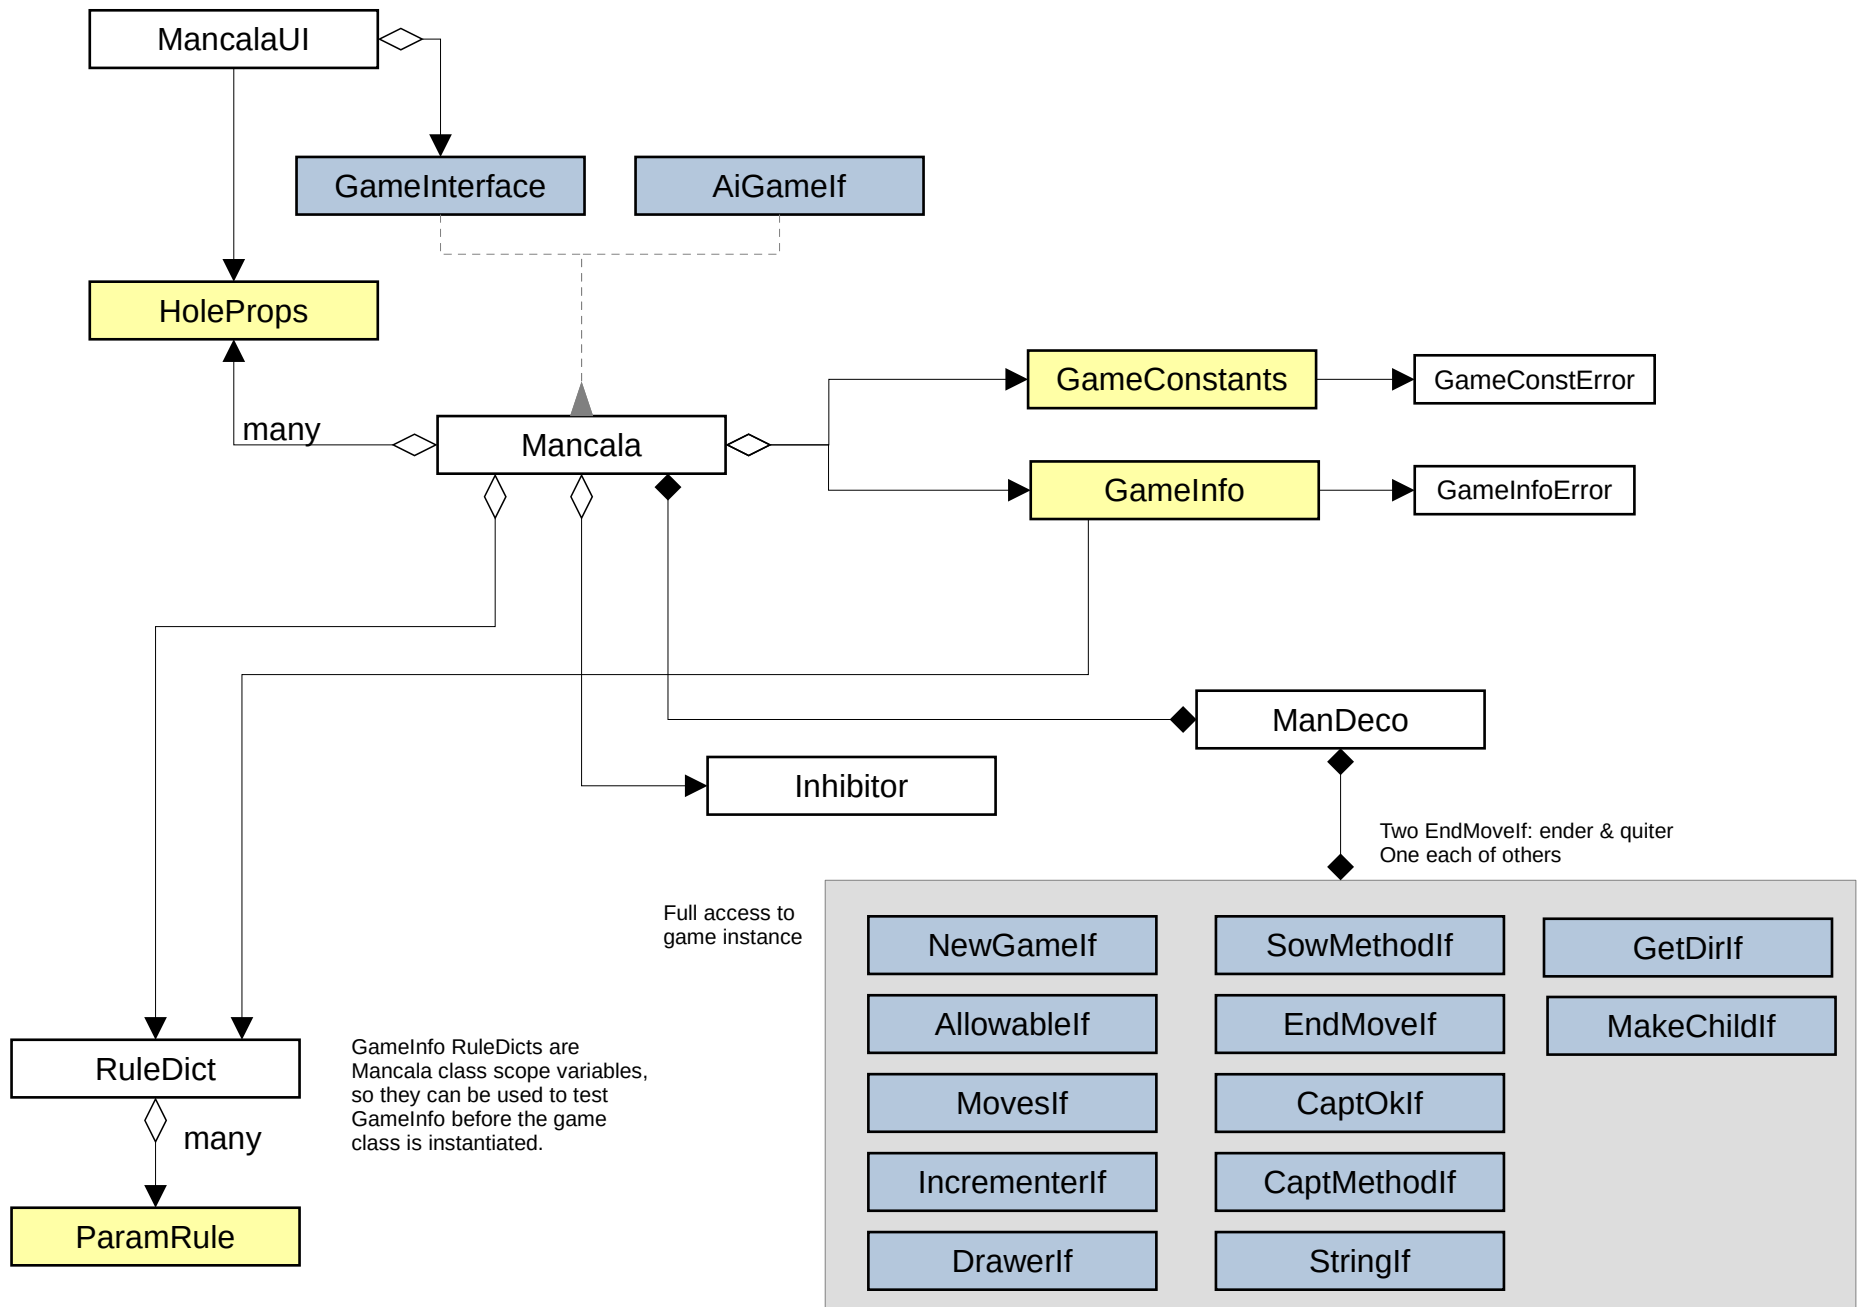 MancalaUI
GameInterface
AiGameIf
HoleProps
many
Mancala
GameConstants
GameConstError
GameInfo
GameInfoError
ManDeco
Inhibitor
Two EndMoveIf: ender & quiter
One each of others
Full access to
game instance
NewGameIf
SowMethodIf
GetDirIf
AllowableIf
EndMoveIf
MakeChildIf
MovesIf
CaptOkIf
IncrementerIf
CaptMethodIf
DrawerIf
StringIf
RuleDict
GameInfo RuleDicts are
Mancala class scope variables,
so they can be used to test
GameInfo before the game
class is instantiated.
many
ParamRule